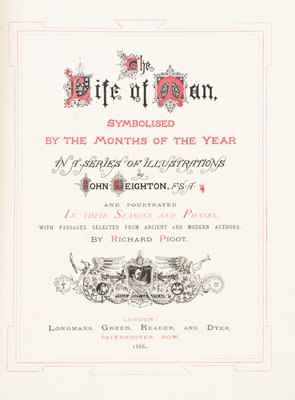 The
Life of Man,
SYMBOLISED
BY THE MONTHS OF THE YEAR
IN A SERIES OF ILLUSTRATIONS
by
JOHN LEIGHTON, F.S.A.
AND POURTRAYED
IN THEIR SEASONS AND PHASES,
WITH PASSAGES SELECTED FROM ANCIENT AND MODERN AUTHORS.
BY RICHARD PIGOT.
LONDON:
LONGMANS, GREEN, READER, AND DYER,
PATERNOSTER ROW,
1866.